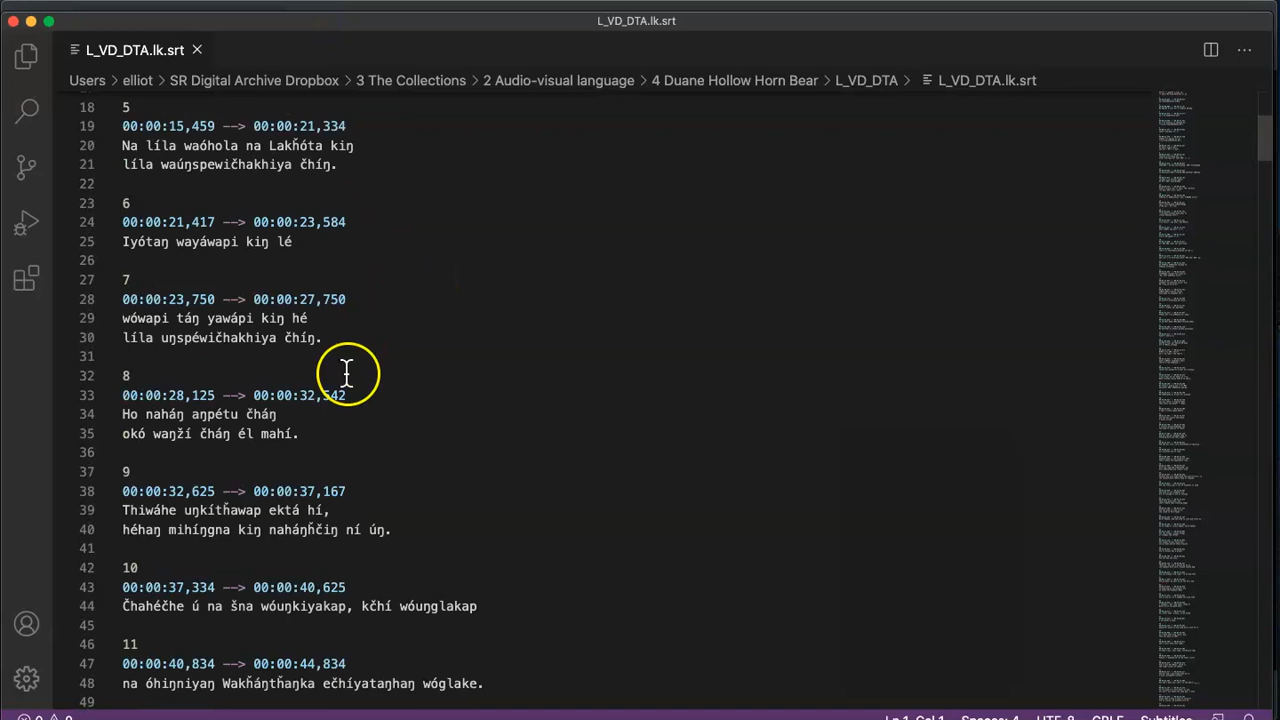 L_VD_DTA.lk.srt
L_VD_DTA.lk.srt
Users > elliot > SR Digital Archive Dropbox > 3 The Collections > 2 Audio-visual language > 4 Duane Hollow Horn Bear > L_VD_DTA > L_VD_DTA.lk.srt
18 5
19 00:00:15,459 --> 00:00:21,334
20 Na líla waóhola na Lakȟóta kiŋ
21 líla waúŋspewičhakhiya čhíŋ.
22
23 6
24 00:00:21,417 --> 00:00:23,584
25 Iyótaŋ wayáwapi kiŋ lé
26
27 7
28 00:00:23,750 --> 00:00:27,750
29 wówapi táŋ yawápi kiŋ hé
30 líla uŋspéwičhakhiya čhíŋ.
31
32 8
33 00:00:28,125 --> 00:00:32,542
34 Ho naháŋ aŋpétu čháŋ
35 okó waŋží čháŋ él mahí.
36
37 9
38 00:00:32,625 --> 00:00:37,167
39 ektá hí,
40 héhaŋ mihíŋgna kiŋ naháŋȟčiŋ ní úŋ.
41
42 10
43 00:00:37,334 --> 00:00:40,625
44 Čhahéčhe ú na šna wóuŋkiyakap, kčhi wóuŋglakap
45
46 11
47 00:00:40,834 --> 00:00:44,834
48 na óhiŋniyaŋ ečhíyataŋhaŋ
49